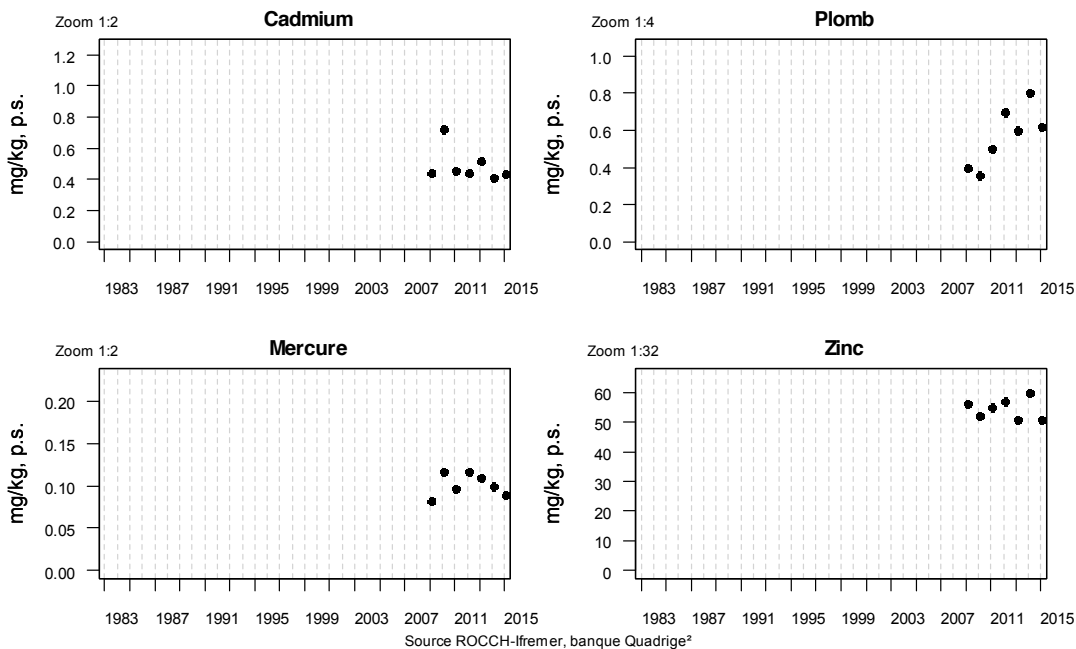 Zoom 1:2
Cadmium
mg/kg, p.s.
1.2
1.0
0.8
0.6
0.4
0.2
0.0
1983 1987 1991 1995 1999 2003 2007 2011 2015
Zoom 1:4
Plomb
mg/kg, p.s.
1.0
0.8
0.6
0.4
0.2
0.0
1983 1987 1991 1995 1999 2003 2007 2011 2015
Zoom 1:2
Mercure
mg/kg, p.s.
0.20
0.15
0.10
0.05
0.00
1983 1987 1991 1995 1999 2003 2007 2011 2015
Zoom 1:32
Zinc
mg/kg, p.s.
60
50
40
30
20
10
0
1983 1987 1991 1995 1999 2003 2007 2011 2015
Source ROCCH-Ifremer, banque Quadrige²